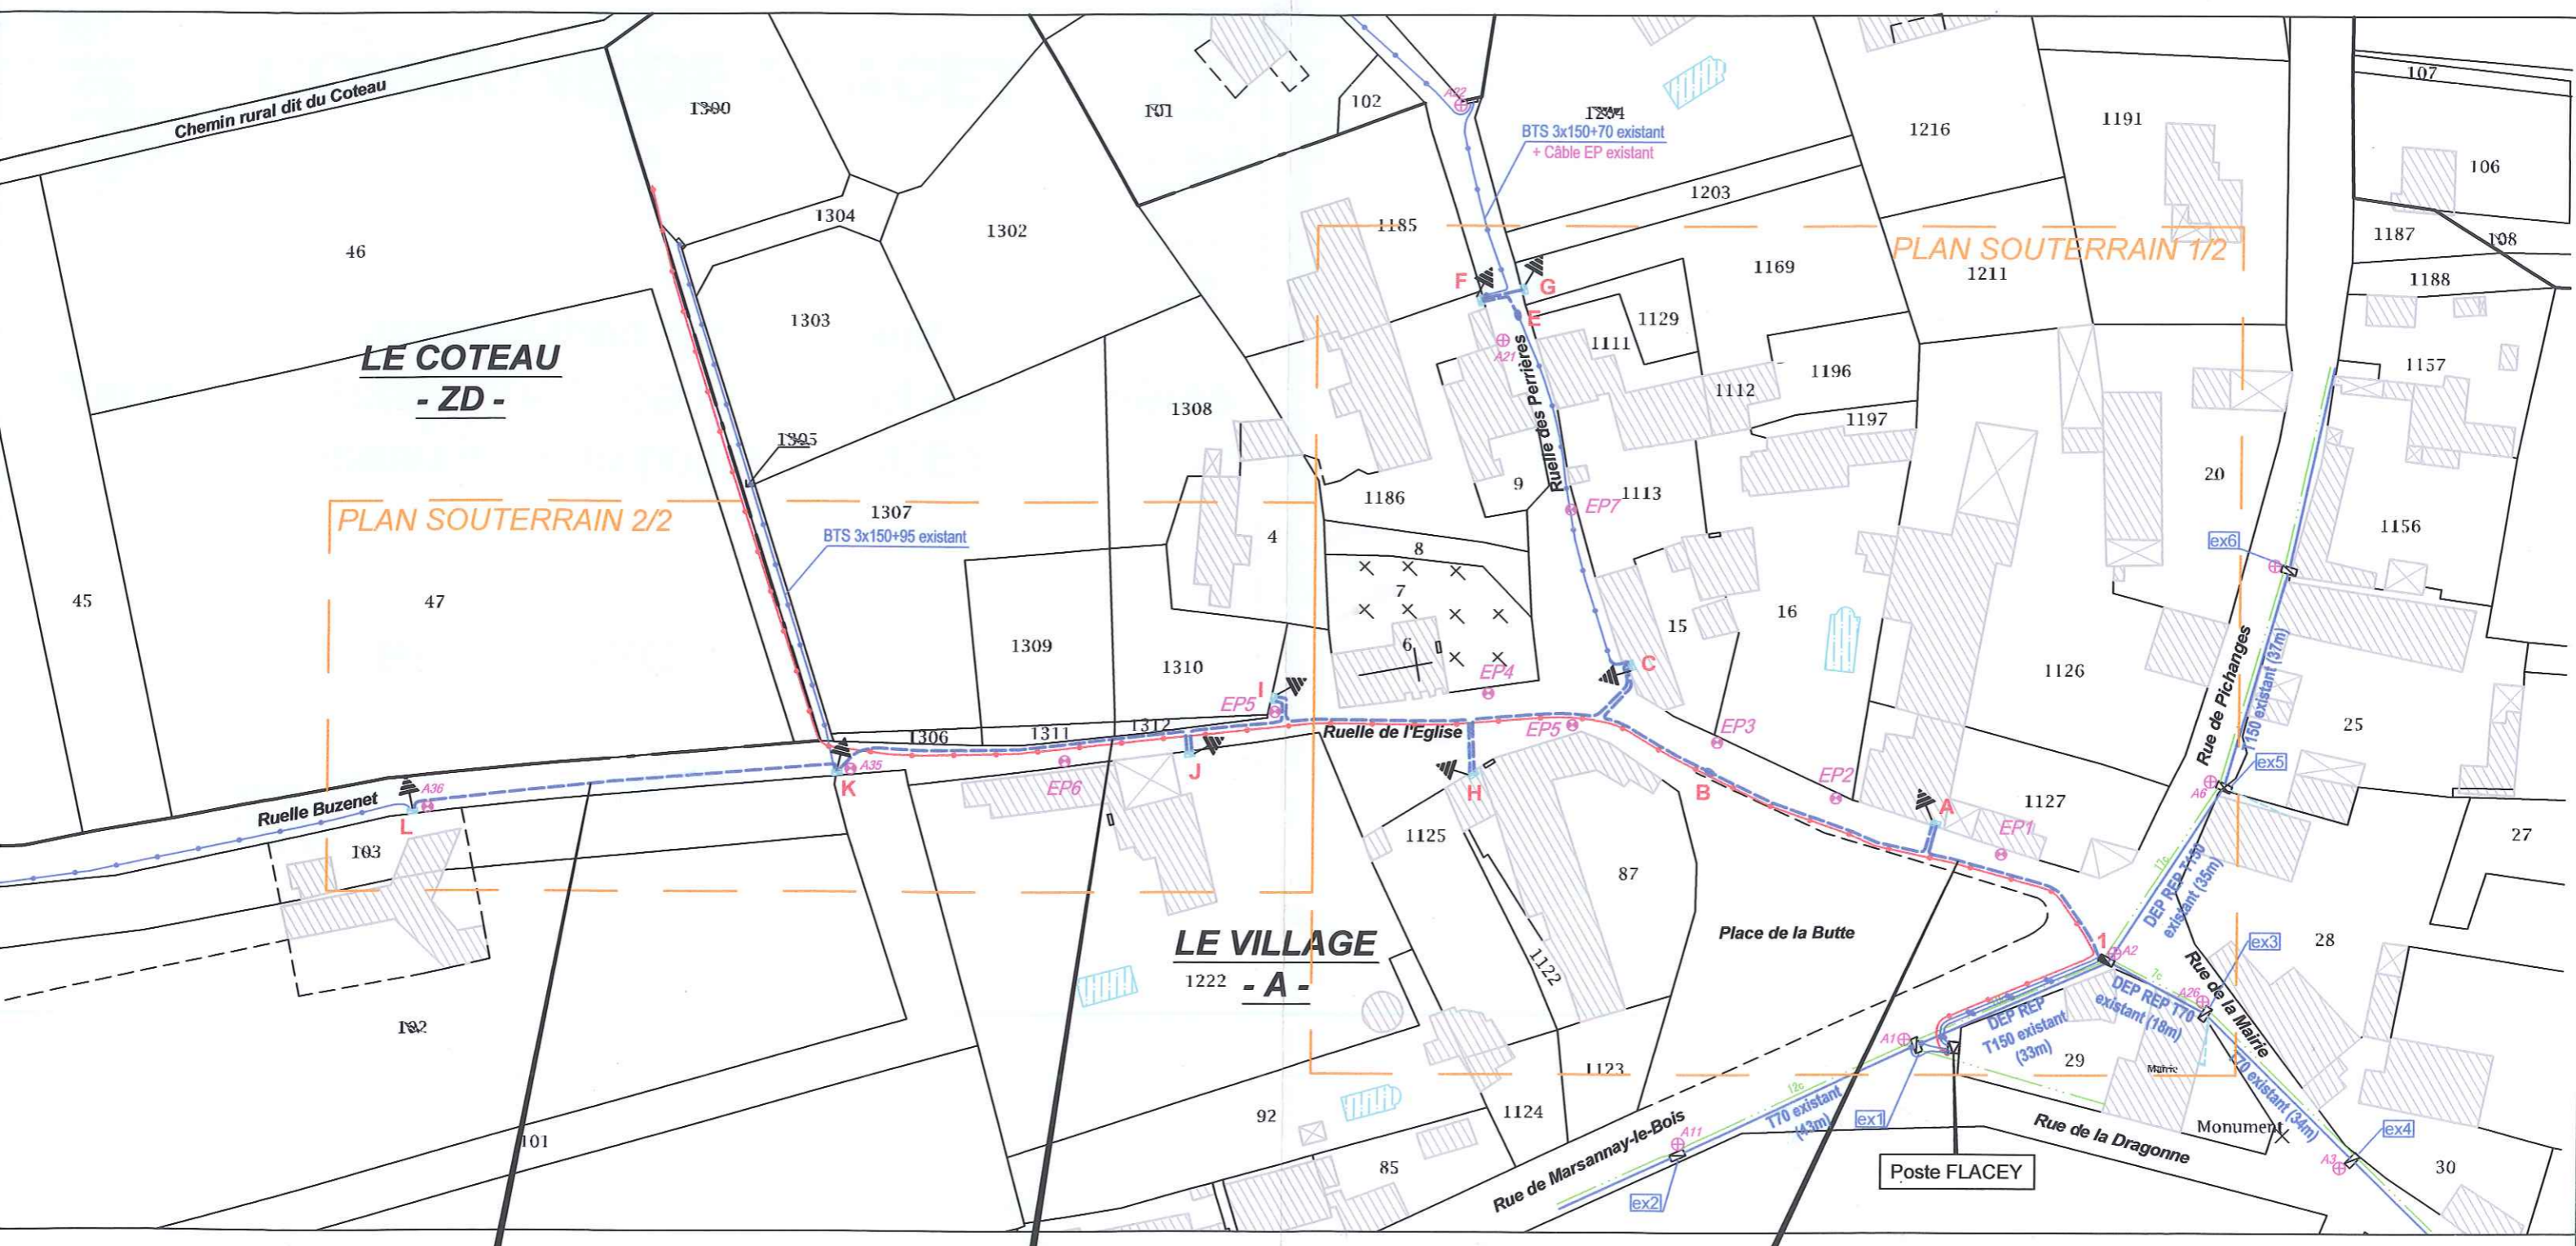 Chemin rural dit du Coteau
1300
101
102
A22
1204
BTS 3x150+70 existant
+ Câble EP existant
1216
1191
107
106
46
1304
1302
1185
1203
PLAN SOUTERRAIN 1/2
1187
108
1188
LE COTEAU
- ZD -
1303
F
G
E
A21
1169
1211
1129
1111
Ruelle des Perrières
1112
1196
1197
1157
1305
1308
PLAN SOUTERRAIN 2/2
1307
BTS 3x150+95 existant
4
1186
9
EP7
1113
20
1156
ex6
8
7
6
45
47
1309
1310
15
16
1126
Rue de Pichanges
T150 existant (37m)
25
C
I
EP5
EP4
1306
1311
1312
Ruelle de l'Eglise
EP5
EP3
A36
A35
K
EP6
J
H
B
EP2
A
EP1
1127
A6
ex5
27
Ruelle Buzenet
L
103
1125
87
17c
DEP REP T150
existant (35m)
LE VILLAGE
- A -
1222
1122
Place de la Butte
1
A2
7c
ex3
28
Rue de la Mairie
A26
DEP REP T70
existant (18m)
102
DEP REP
T150 existant
(33m)
A1
29
Mairie
T70 existant (34m)
1123
12c
T70 existant
(43m)
ex1
92
1124
101
85
Rue de Marsannay-le-Bois
A11
ex2
Poste FLACEY
Rue de la Dragonne
Monument
ex4
A3
30